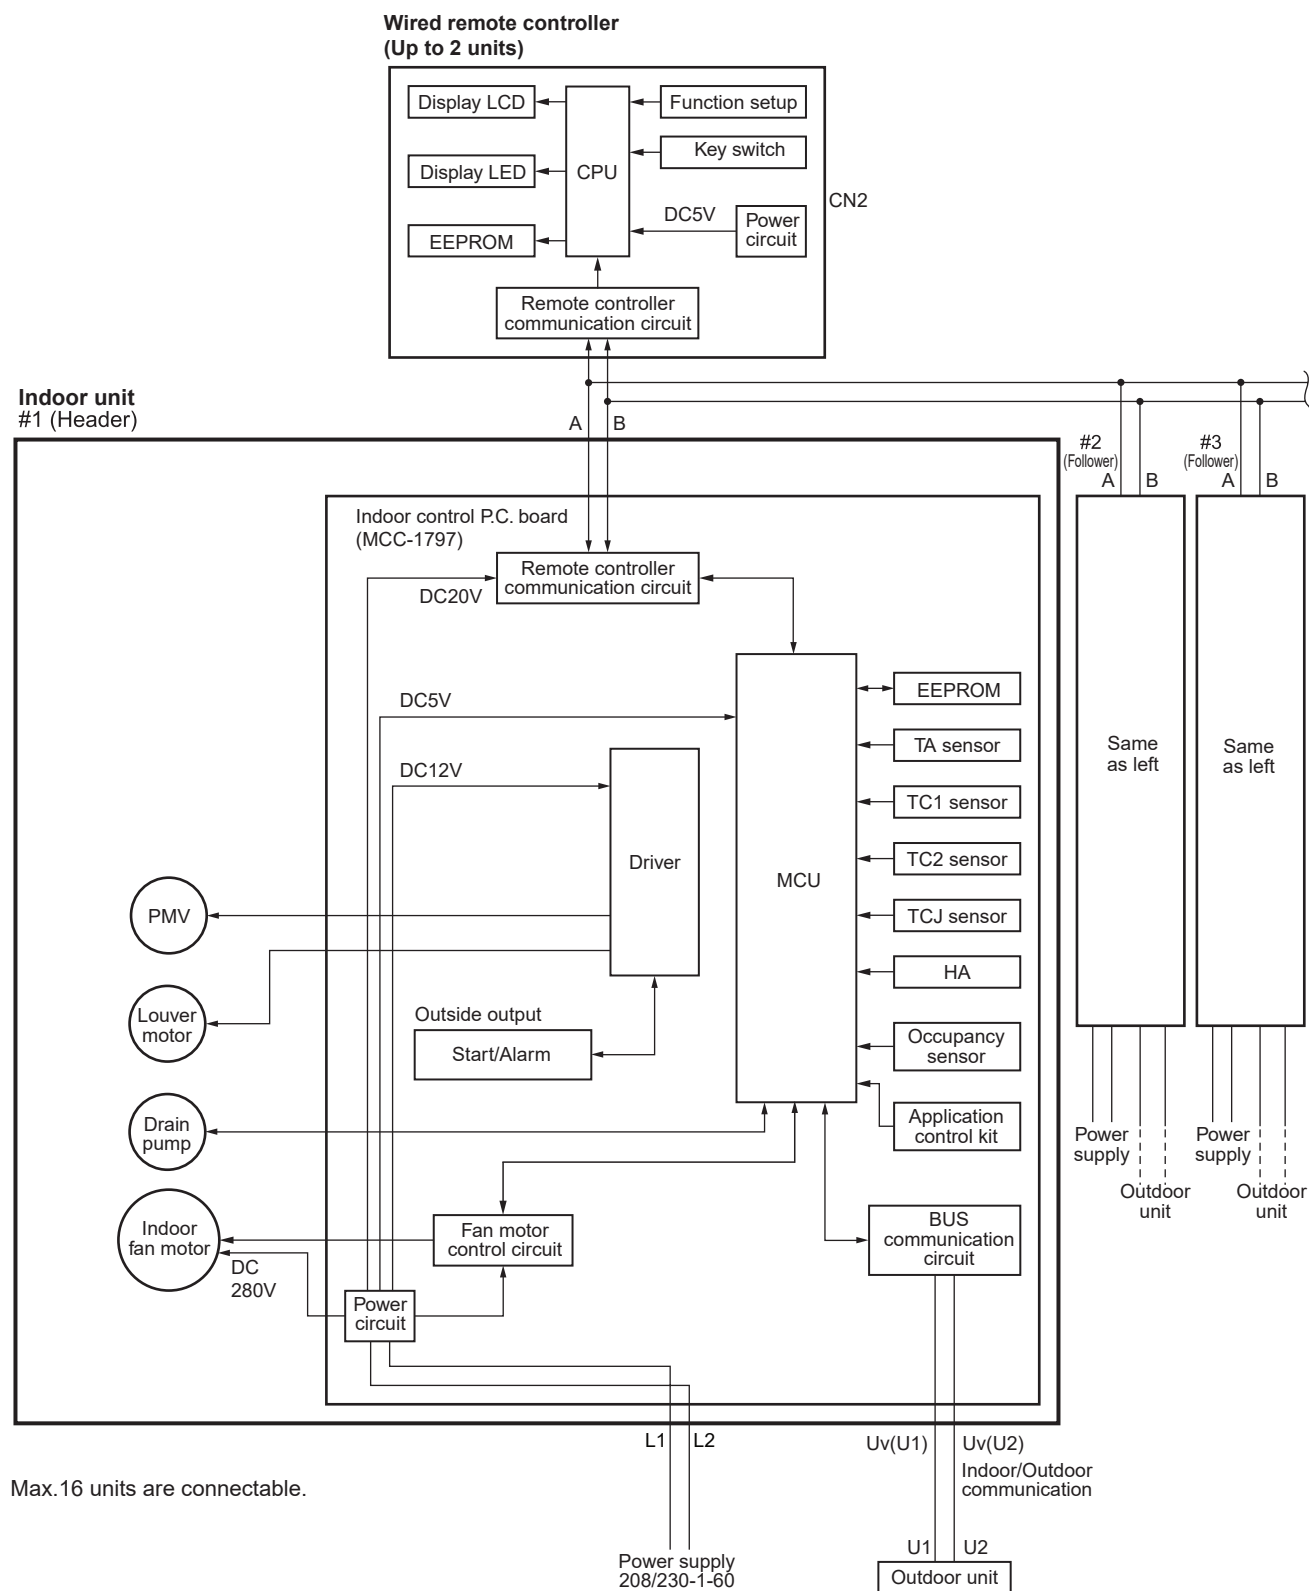 Wired remote controller
(Up to 2 units)
Display LCD
Function setup
Key switch
Display LED
CPU
CN2
DC5V
Power
circuit
EEPROM
Remote controller
communication circuit
Indoor unit
#1 (Header)
A
B
#2
(Follower)
A
B
#3
(Follower)
A
B
Indoor control P.C. board
(MCC-1797)
Remote controller
communication circuit
DC20V
DC5V
EEPROM
TA sensor
Same
as left
Same
as left
DC12V
TC1 sensor
Driver
TC2 sensor
MCU
PMV
TCJ sensor
HA
Louver
motor
Outside output
Start/Alarm
Occupancy
sensor
Drain
pump
Application
control kit
Power
supply
Power
supply
Outdoor
unit
Outdoor
unit
Indoor
fan motor
Fan motor
control circuit
BUS
communication
circuit
DC
280V
Power
circuit
L1
L2
Uv(U1)
Uv(U2)
Indoor/Outdoor
communication
Max.16 units are connectable.
U1
U2
Power supply
208/230-1-60
Outdoor unit